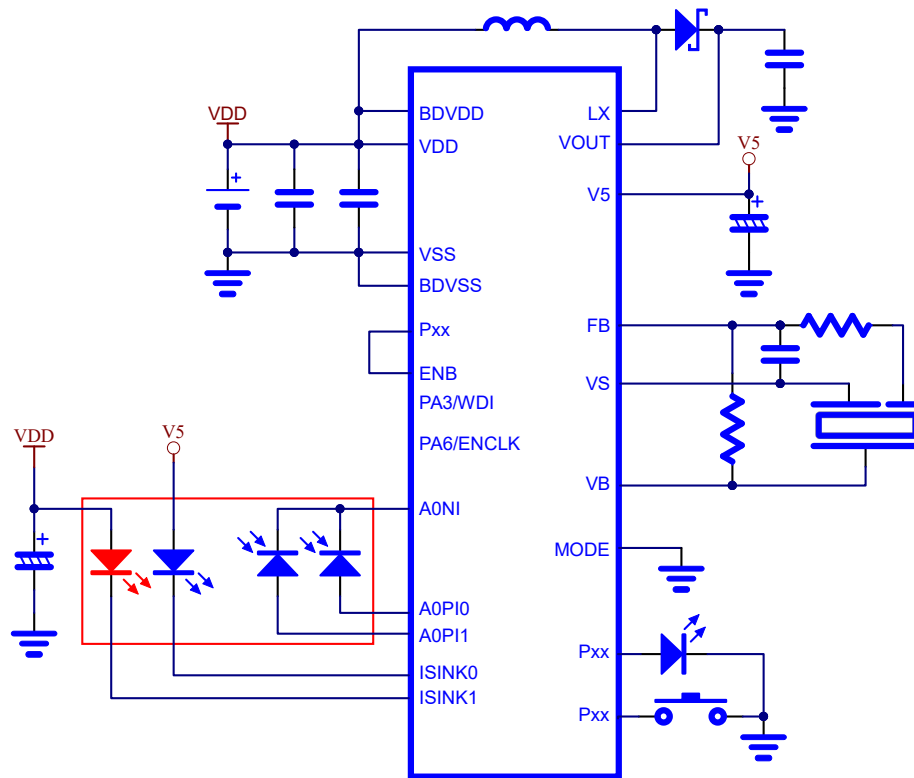 BDVDD
LX
VDD
VDD
VOUT
V5
+
V5
+
VSS
BDVSS
Pxx
FB
ENB
VS
PA3/WDI
VDD
V5
PA6/ENCLK
VB
A0NI
+
MODE
A0PI0
A0PI1
Pxx
ISINK0
ISINK1
Pxx